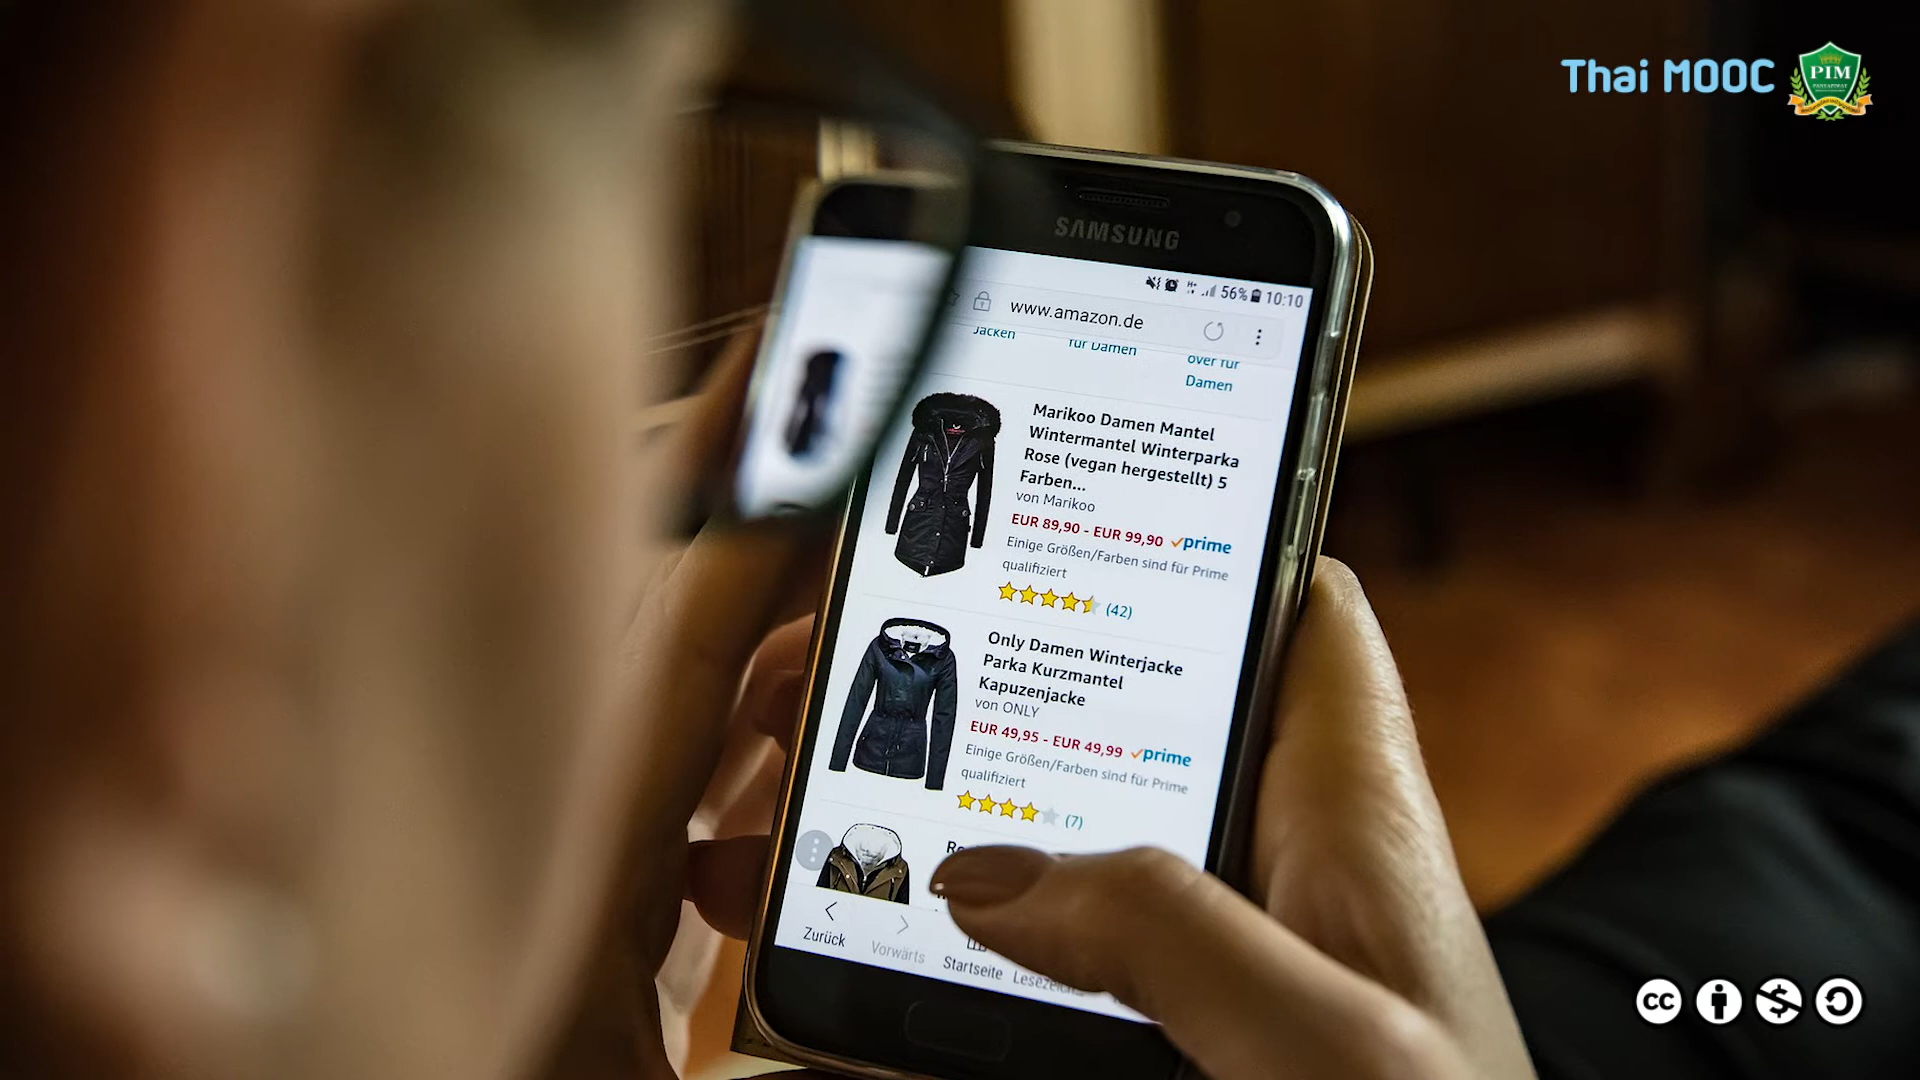 Thai MOOC
PIM
SAMSUNG
56% 10:10
www.amazon.de
Jacken
für Damen
over für
Damen
Marikoo Damen Mantel
Wintermantel Winterparka
Rose (vegan hergestellt) 5
Farben...
von Marikoo
EUR 89,90 - EUR 99,90 prime
Einige Größen/Farben sind für Prime
qualifiziert
(42)
Only Damen Winterjacke
Parka Kurzmantel
Kapuzenjacke
von ONLY
EUR 49,95 - EUR 49,99 prime
Einige Größen/Farben sind für Prime
qualifiziert
(7)
Zurück
Vorwärts
Startseite
cc